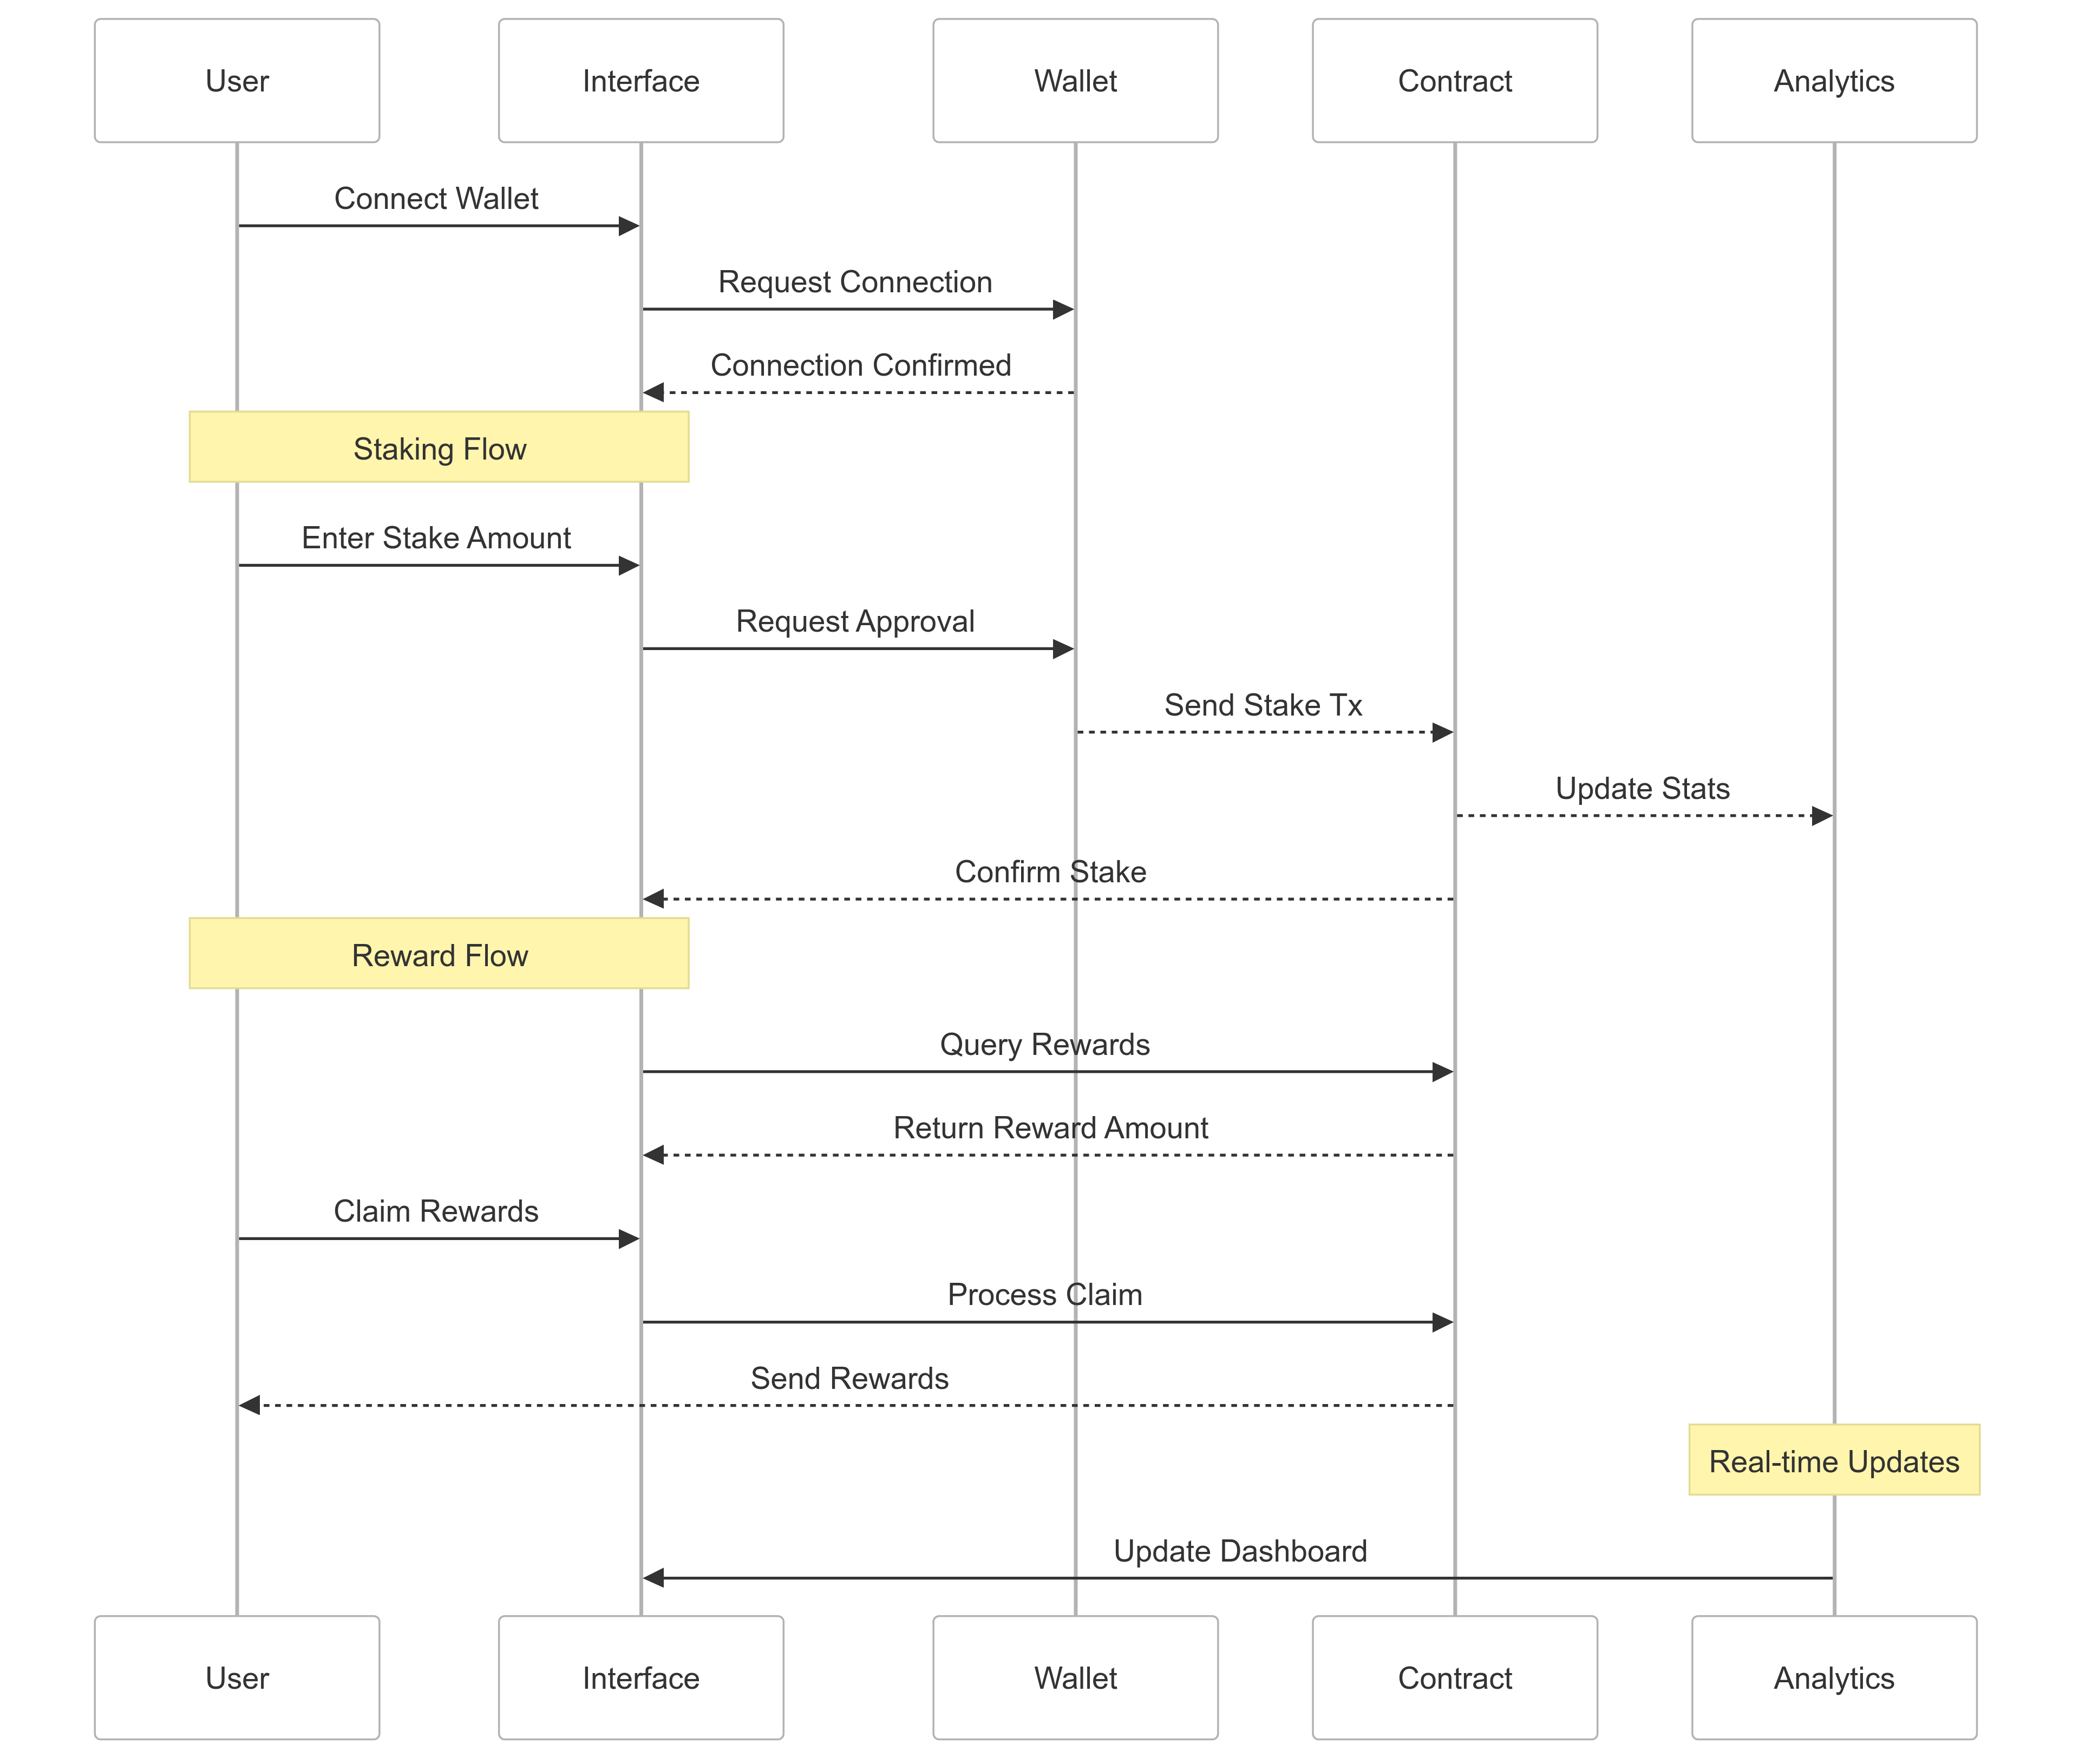 User
Interface
Wallet
Contract
Analytics
Connect Wallet
Request Connection
Connection Confirmed
Staking Flow
Enter Stake Amount
Request Approval
Send Stake Tx
Update Stats
Confirm Stake
Reward Flow
Query Rewards
Return Reward Amount
Claim Rewards
Process Claim
Send Rewards
Real-time Updates
Update Dashboard
User
Interface
Wallet
Contract
Analytics